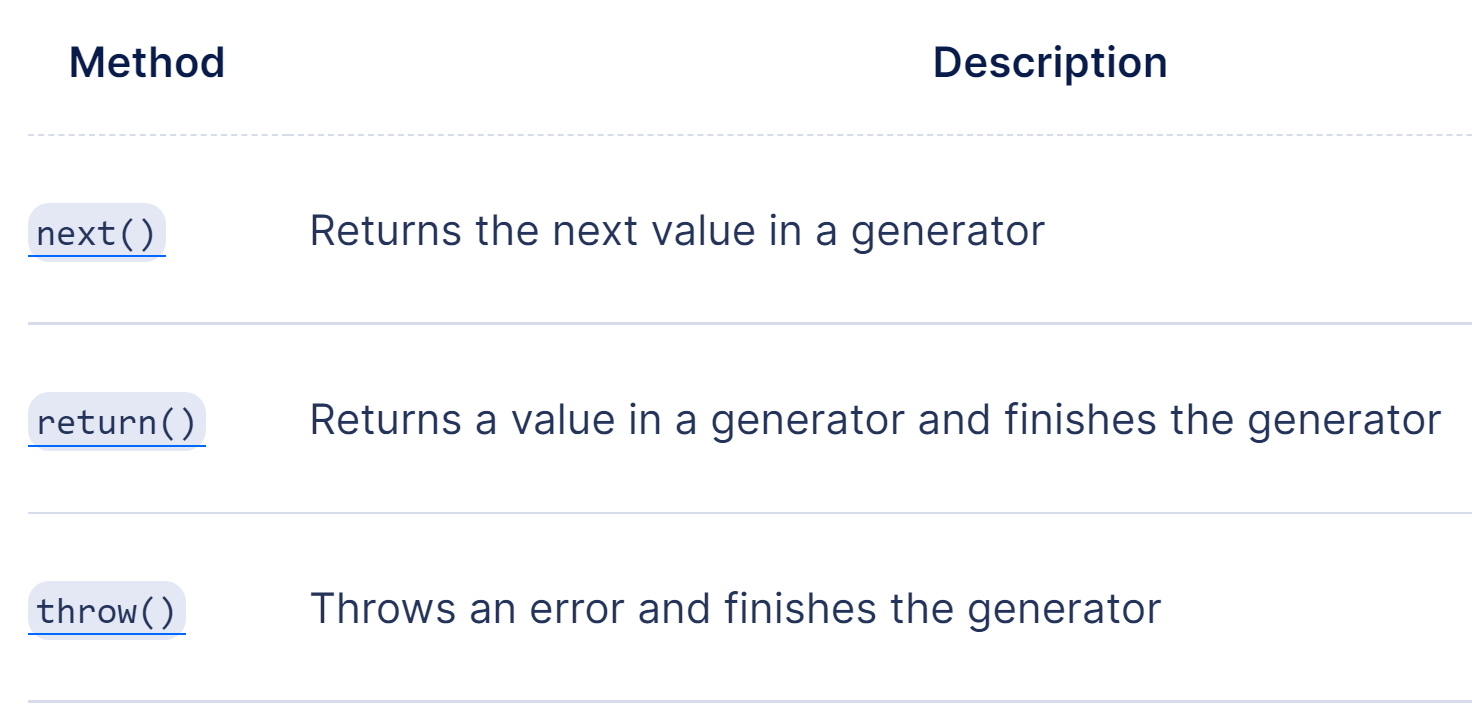 Method Description
next() Returns the next value in a generator
return() Returns a value in a generator and finishes the generator
throw() Throws an error and finishes the generator